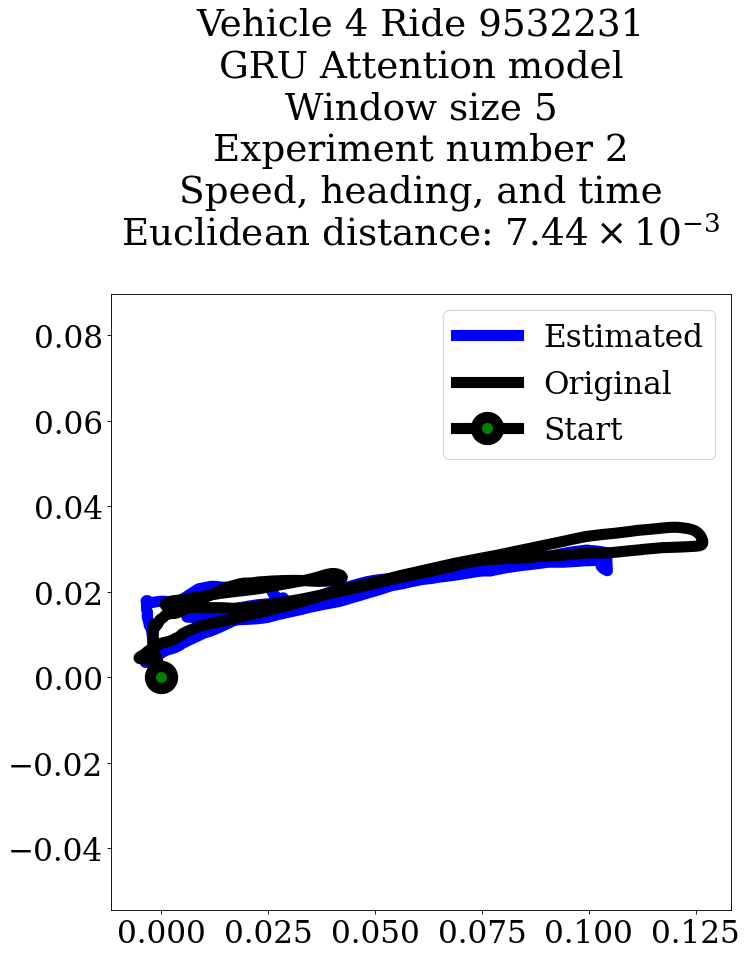 Vehicle 4 Ride 9532231
GRU Attention model
Window size 5
Experiment number 2
Speed, heading, and time
Euclidean distance: 7.44 × 10⁻³
Estimated
Original
Start
0.08
0.06
0.04
0.02
0.00
−0.02
−0.04
0.000 0.025 0.050 0.075 0.100 0.125